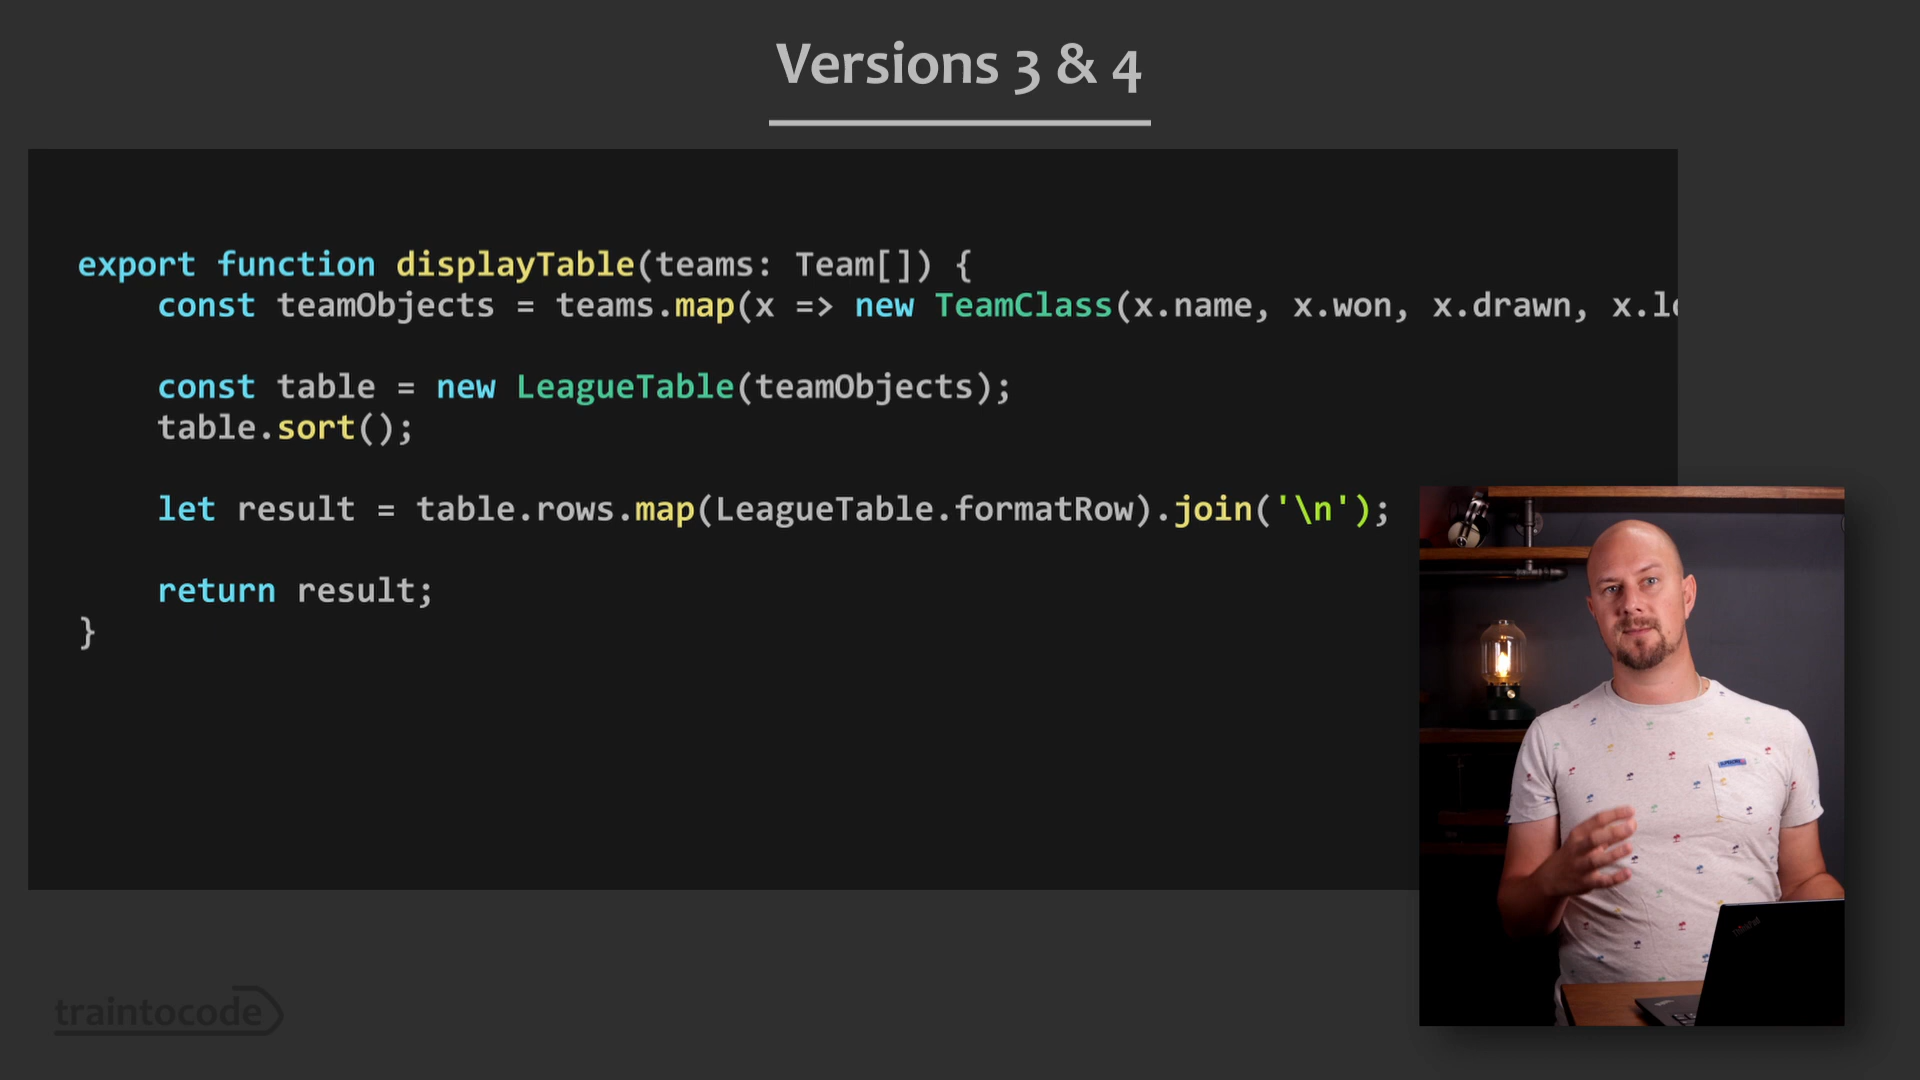 Versions 3 & 4
export function displayTable(teams: Team[]) {
    const teamObjects = teams.map(x => new TeamClass(x.name, x.won, x.drawn, x.l
    const table = new LeagueTable(teamObjects);
    table.sort();
    let result = table.rows.map(LeagueTable.formatRow).join('\n');
    return result;
}
ThinkPad
traintocode